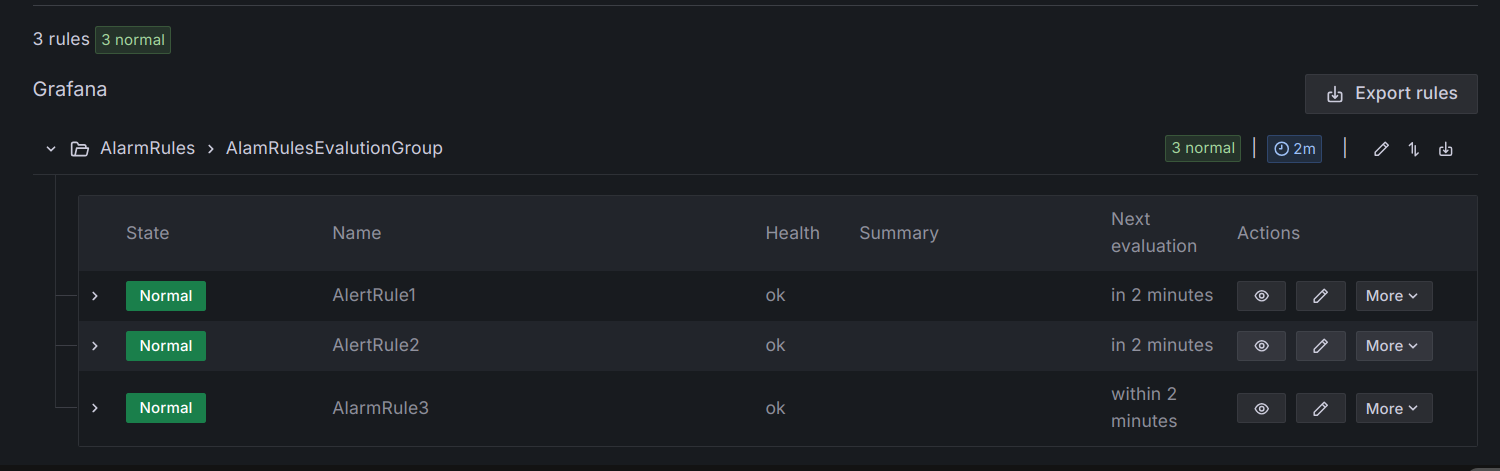 3 rules 3 normal
Grafana
Export rules
AlarmRules > AlamRulesEvalutionGroup 3 normal | 2m |
State Name Health Summary Next evaluation Actions
Normal AlertRule1 ok in 2 minutes More
Normal AlertRule2 ok in 2 minutes More
Normal AlarmRule3 ok within 2 minutes More